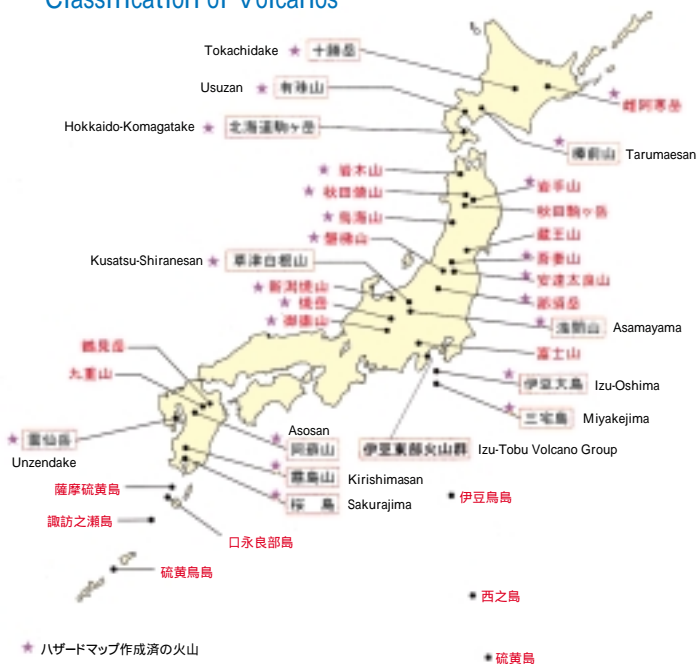 Classification of Volcanos
Tokachidake ★ 十勝岳
Usuzan ★ 有珠山
★ 雌阿寒岳
Hokkaido-Komagatake ★ 北海道駒ヶ岳
★ 樽前山 Tarumaesan
★ 岩木山
★ 岩手山
★ 秋田焼山
秋田駒ヶ岳
★ 鳥海山
蔵王山
★ 磐梯山
★ 吾妻山
Kusatsu-Shiranesan ★ 草津白根山
★ 安達太良山
★ 新潟焼山
★ 那須岳
★ 焼岳
★ 御嶽山
★ 浅間山 Asamayama
鶴見岳
富士山
九重山
★ 伊豆大島 Izu-Oshima
★ 三宅島 Miyakejima
★ 雲仙岳
Unzendake
Asosan
★ 阿蘇山
伊豆東部火山群 Izu-Tobu Volcano Group
★ 霧島山 Kirishimasan
★ 桜島 Sakurajima
薩摩硫黄島
伊豆鳥島
諏訪之瀬島
口永良部島
硫黄鳥島
西之島
★ ハザードマップ作成済の火山
硫黄島